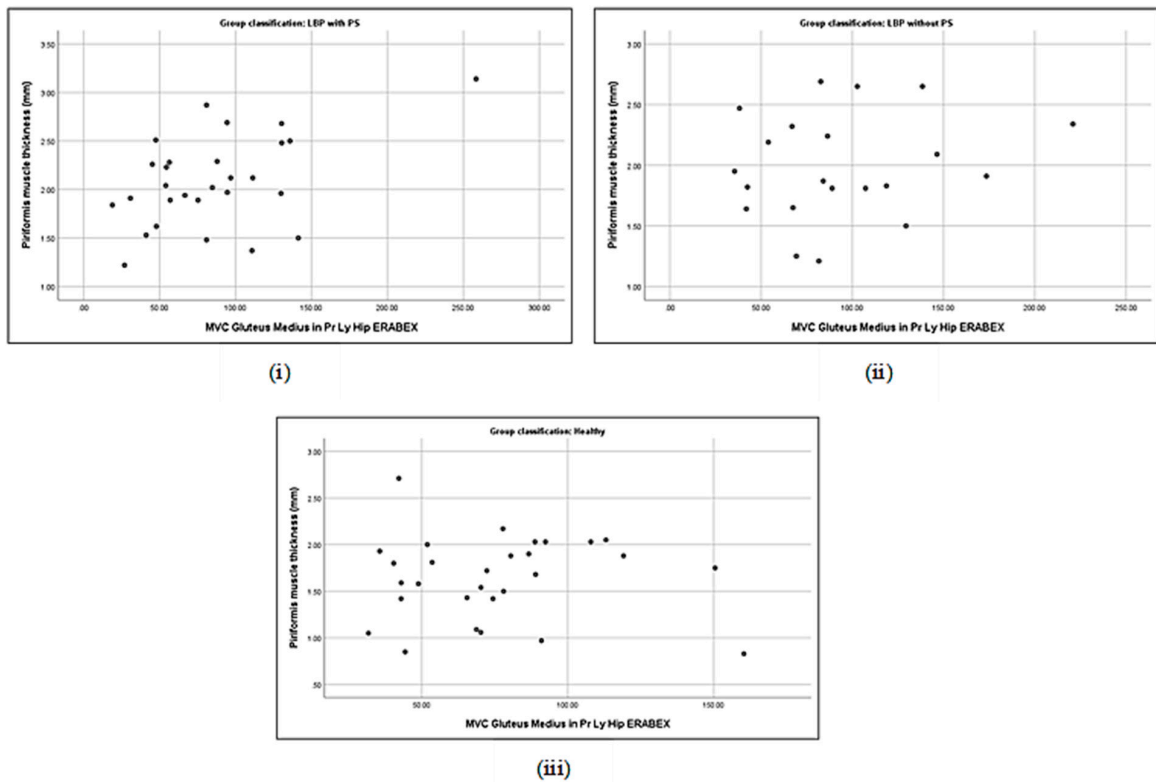 Group classification: LBP with PS
Piriformis muscle thickness (mm)
3.50
3.00
2.50
2.00
1.50
1.00
.00
50.00
100.00
150.00
200.00
250.00
300.00
MVC Gluteus Medius in Pr Ly Hip ERABEX
(i)
Group classification: LBP without PS
Piriformis muscle thickness (mm)
3.00
2.50
2.00
1.50
1.00
.00
50.00
100.00
150.00
200.00
250.00
MVC Gluteus Medius in Pr Ly Hip ERABEX
(ii)
Group classification: Healthy
Piriformis muscle thickness (mm)
3.00
2.50
2.00
1.50
1.00
.50
50.00
100.00
150.00
MVC Gluteus Medius in Pr Ly Hip ERABEX
(iii)